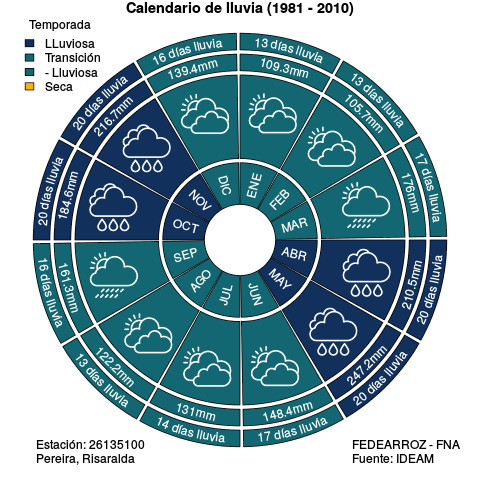 Calendario de lluvia (1981 - 2010)
Temporada
LLuviosa
Transición
- Lluviosa
Seca
13 días lluvia
109.3mm
ENE
13 días lluvia
105.7mm
FEB
17 días lluvia
176mm
MAR
20 días lluvia
210.5mm
ABR
20 días lluvia
247.2mm
MAY
17 días lluvia
148.4mm
JUN
14 días lluvia
131mm
JUL
13 días lluvia
122.2mm
AGO
16 días lluvia
161.3mm
SEP
20 días lluvia
184.6mm
OCT
20 días lluvia
216.7mm
NOV
16 días lluvia
139.4mm
DIC
Estación: 26135100
Pereira, Risaralda
FEDEARROZ - FNA
Fuente: IDEAM